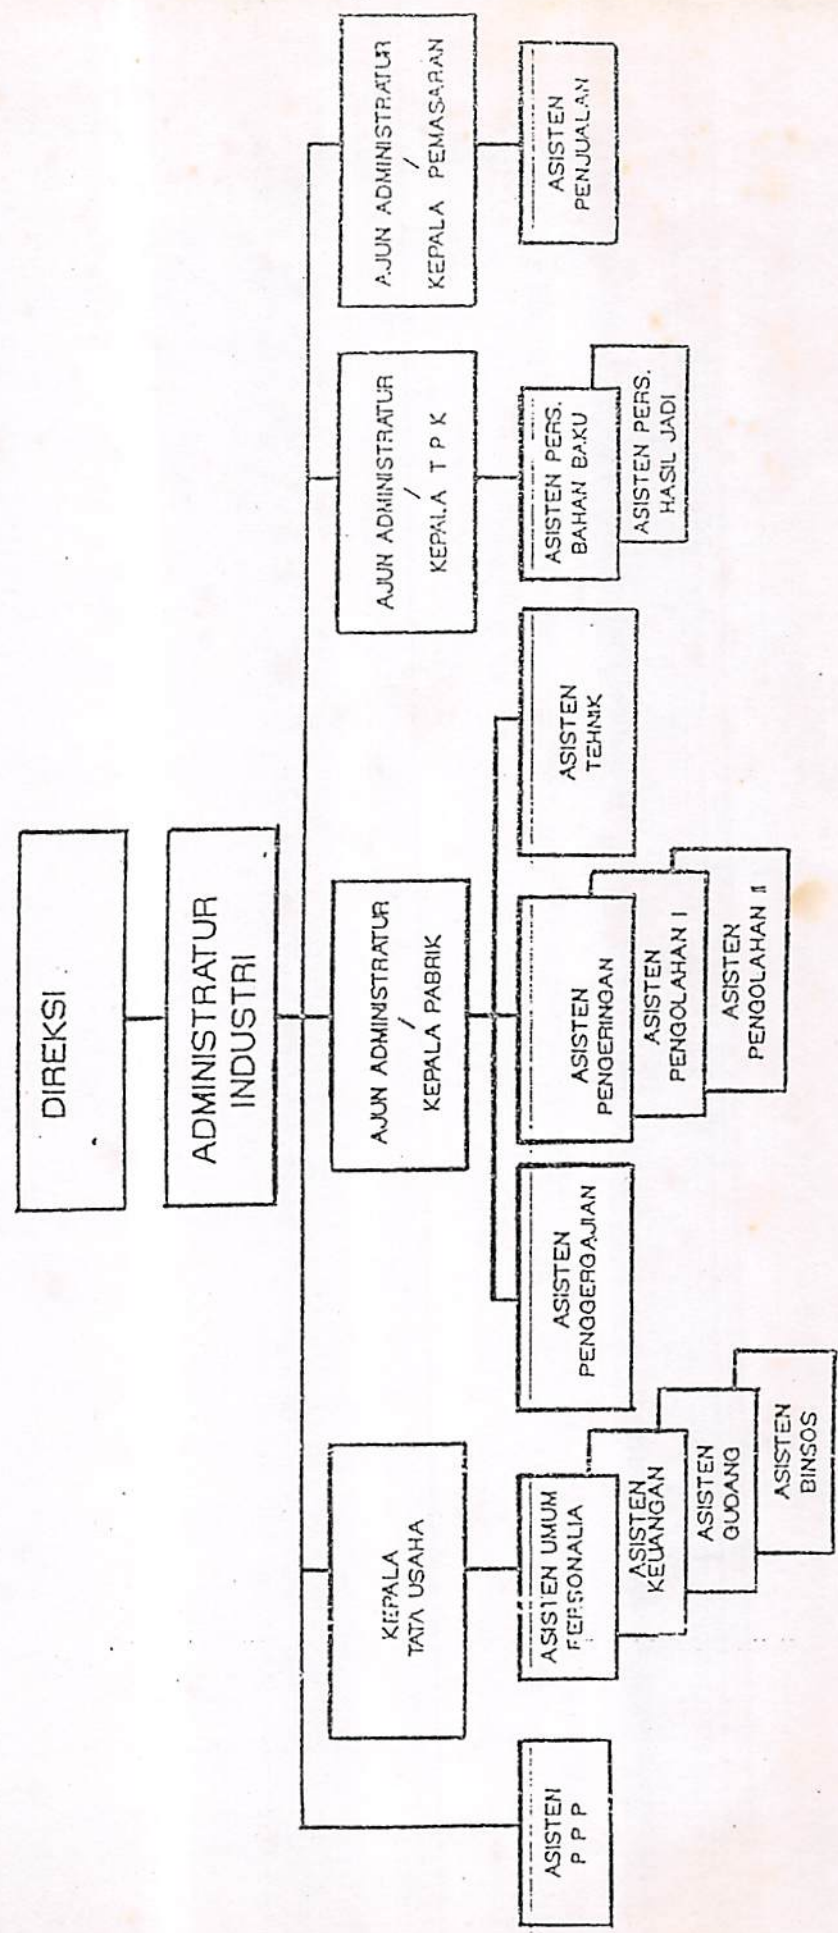 DIREKSI
ADMINISTRATUR
INDUSTRI
KEPALA
TATA USAHA
AJUN ADMINISTRATUR
/
KEPALA PABRIK
AJUN ADMINISTRATUR
/
KEPALA T P K
AJUN ADMINISTRATUR
/
KEPALA PEMASARAN
ASISTEN
P P P
ASISTEN UMUM
PERSONALIA
ASISTEN
KEUANGAN
ASISTEN
GUDANG
ASISTEN
BINSOS
ASISTEN
PENGGERGAJIAN
ASISTEN
PENGERINGAN
ASISTEN
PENGOLAHAN I
ASISTEN
PENGOLAHAN II
ASISTEN
TEHNIK
ASISTEN PERS.
BAHAN BAKU
ASISTEN PERS.
HASIL JADI
ASISTEN
PENJUALAN